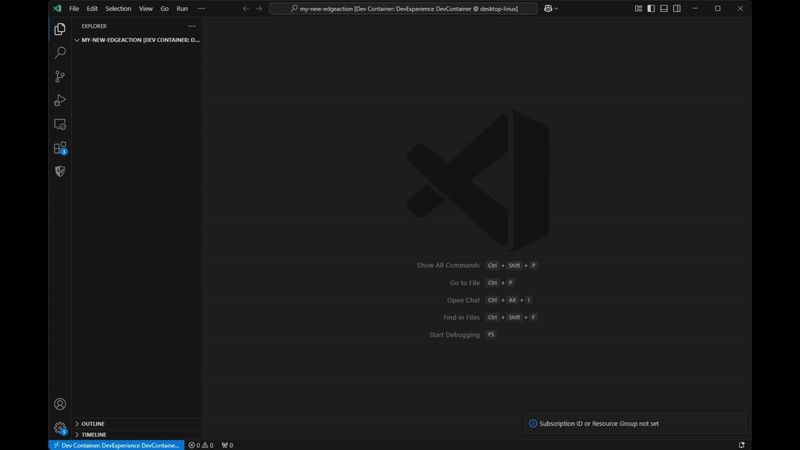 File Edit Selection View Go Run ···
my-new-edgeaction [Dev Container: DevExperience DevContainer @ desktop-linux]
EXPLORER ···
MY-NEW-EDGEACTION [DEV CONTAINER: D...
3
Show All Commands Ctrl + Shift + P
Go to File Ctrl + P
Open Chat Ctrl + Alt + I
Find in Files Ctrl + Shift + F
Start Debugging F5
OUTLINE
Subscription ID or Resource Group not set
1
TIMELINE
Dev Container: DevExperience DevContaine... 0 0 0